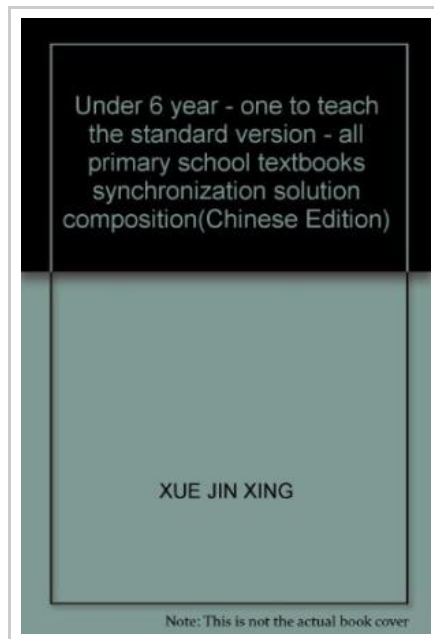 Under 6 year - one to teach
the standard version - all
primary school textbooks
synchronization solution
composition(Chinese Edition)
XUE JIN XING
Note: This is not the actual book cover